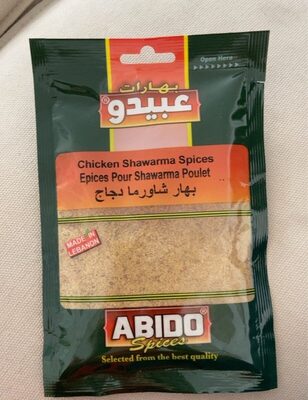 Open Here
بهارات
عبيدو®
Chicken Shawarma Spices
Epices Pour Shawarma Poulet
بهار شاورما دجاج
MADE IN
LEBANON
ABIDO®
Spices
Selected from the best quality